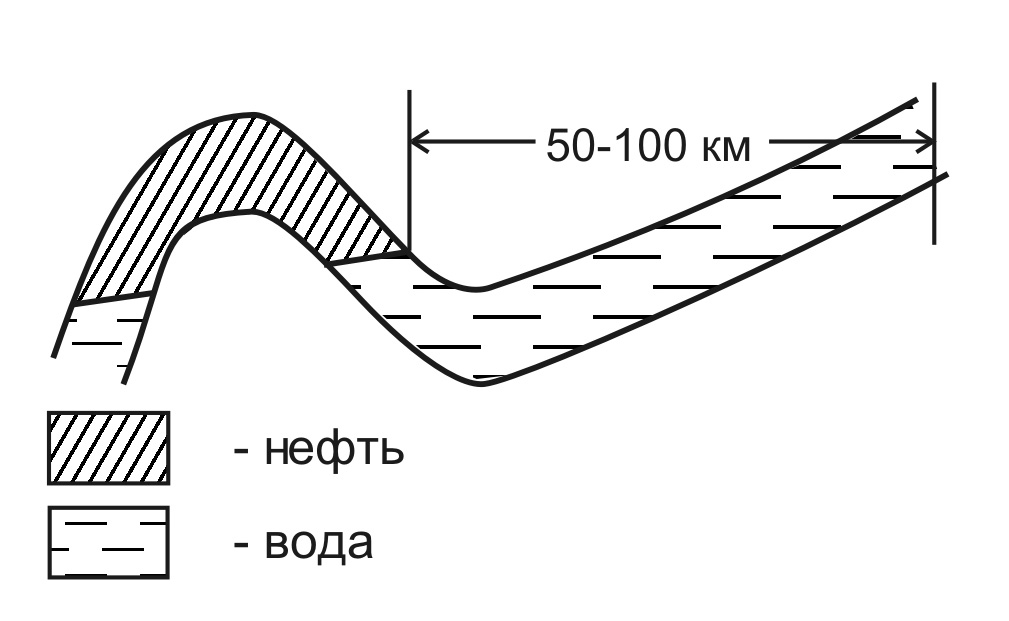 50-100 км
- нефть
- вода